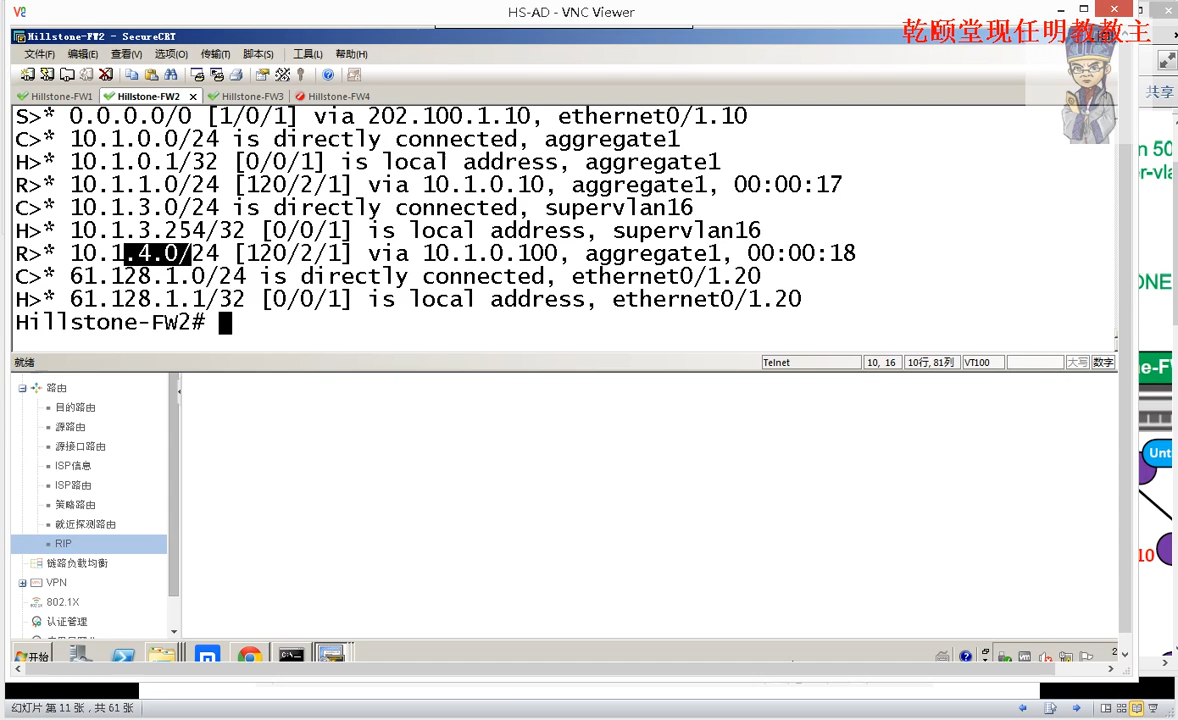 HS-AD - VNC Viewer
乾颐堂现任明教教主
Hillstone-FW2 - SecureCRT
文件(F) 编辑(E) 查看(V) 选项(O) 传输(T) 脚本(S) 工具(L) 帮助(H)
共享
Hillstone-FW1 Hillstone-FW2 Hillstone-FW3 Hillstone-FW4
S>* 0.0.0.0/0 [1/0/1] via 202.100.1.10, ethernet0/1.10
C>* 10.1.0.0/24 is directly connected, aggregate1
H>* 10.1.0.1/32 [0/0/1] is local address, aggregate1
R>* 10.1.1.0/24 [120/2/1] via 10.1.0.10, aggregate1, 00:00:17
C>* 10.1.3.0/24 is directly connected, supervlan16
H>* 10.1.3.254/32 [0/0/1] is local address, supervlan16
R>* 10.1.4.0/24 [120/2/1] via 10.1.0.100, aggregate1, 00:00:18
C>* 61.128.1.0/24 is directly connected, ethernet0/1.20
H>* 61.128.1.1/32 [0/0/1] is local address, ethernet0/1.20
Hillstone-FW2#
就绪 Telnet 10, 16 10行, 81列 VT100 大写 数字
n 50
er-vla
ONE
e-F
Unt
10
路由
目的路由
源路由
源接口路由
ISP信息
ISP路由
策略路由
就近探测路由
RIP
链路负载均衡
VPN
802.1X
认证管理
开始
幻灯片 第 11 张，共 61 张